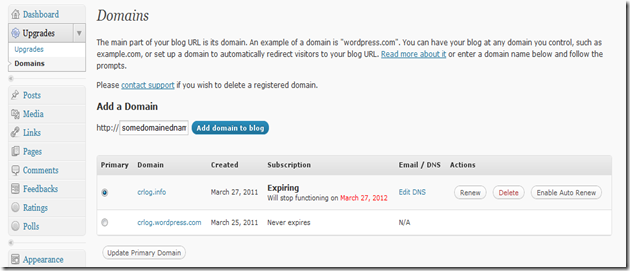 Dashboard
Upgrades
Upgrades
Domains
Posts
Media
Links
Pages
Comments
Feedbacks
Ratings
Polls
Appearance
Domains
The main part of your blog URL is its domain. An example of a domain is "wordpress.com". You can have your blog at any domain you control, such as
example.com, or set up a domain to automatically redirect visitors to your blog URL. Read more about it or enter a domain name below and follow the
prompts.
Please contact support if you wish to delete a registered domain.
Add a Domain
http:// somedomainednam Add domain to blog
Primary Domain Created Subscription Email / DNS Actions
crlog.info March 27, 2011 Expiring Edit DNS Renew Delete Enable Auto Renew
Will stop functioning on March 27, 2012
crlog.wordpress.com March 25, 2011 Never expires N/A
Update Primary Domain